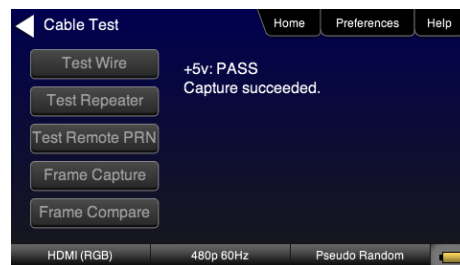 Cable Test
Home
Preferences
Help
Test Wire
Test Repeater
Test Remote PRN
Frame Capture
Frame Compare
+5v: PASS
Capture succeeded.
HDMI (RGB)
480p 60Hz
Pseudo Random